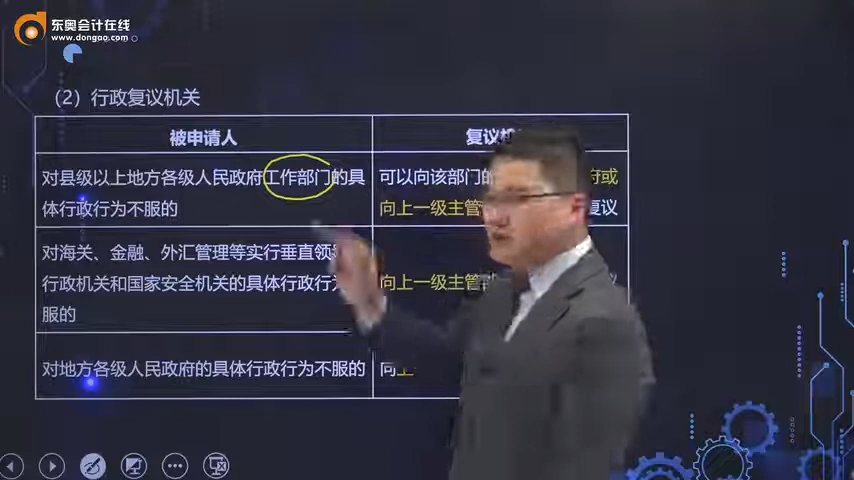 东奥会计在线
www.dongao.com
（2）行政复议机关
被申请人
复议
对县级以上地方各级人民政府工作部门的具
体行政行为不服的
可以向该部门的
府或
向上一级主管
复议
对海关、金融、外汇管理等实行垂直领
行政机关和国家安全机关的具体行政行
服的
向上一级主管
对地方各级人民政府的具体行政行为不服的
向上一